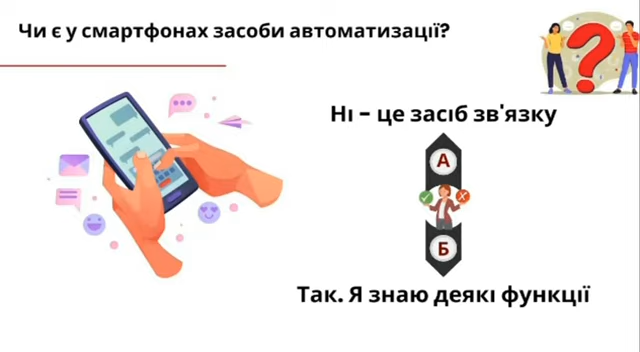 Чи є у смартфонах засоби автоматизації?
Ні – це засіб зв'язку
А
Б
Так. Я знаю деякі функції